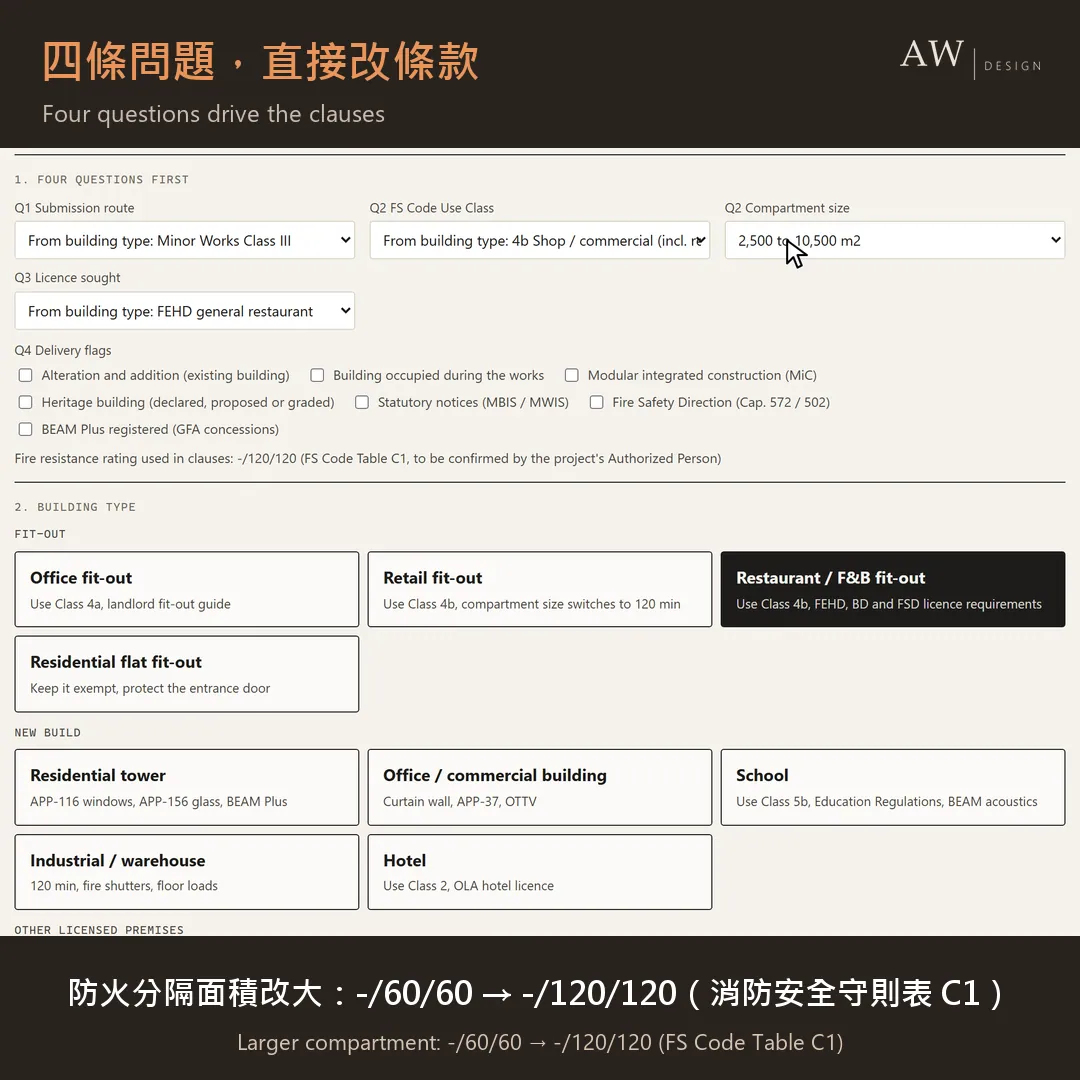 四條問題，直接改條款
Four questions drive the clauses
AW DESIGN
1. FOUR QUESTIONS FIRST
Q1 Submission route
Q2 FS Code Use Class
Q2 Compartment size
From building type: Minor Works Class III
From building type: 4b Shop / commercial (incl.
2,500 to 10,500 m2
Q3 Licence sought
From building type: FEHD general restaurant
Q4 Delivery flags
Alteration and addition (existing building)
Building occupied during the works
Modular integrated construction (MiC)
Heritage building (declared, proposed or graded)
Statutory notices (MBIS / MWIS)
Fire Safety Direction (Cap. 572 / 502)
BEAM Plus registered (GFA concessions)
Fire resistance rating used in clauses: -/120/120 (FS Code Table C1, to be confirmed by the project's Authorized Person)
2. BUILDING TYPE
FIT-OUT
Office fit-out
Use Class 4a, landlord fit-out guide
Retail fit-out
Use Class 4b, compartment size switches to 120 min
Restaurant / F&B fit-out
Use Class 4b, FEHD, BD and FSD licence requirements
Residential flat fit-out
Keep it exempt, protect the entrance door
NEW BUILD
Residential tower
APP-116 windows, APP-156 glass, BEAM Plus
Office / commercial building
Curtain wall, APP-37, OTTV
School
Use Class 5b, Education Regulations, BEAM acoustics
Industrial / warehouse
120 min, fire shutters, floor loads
Hotel
Use Class 2, OLA hotel licence
OTHER LICENSED PREMISES
防火分隔面積改大：-/60/60 → -/120/120（消防安全守則表 C1）
Larger compartment: -/60/60 → -/120/120 (FS Code Table C1)